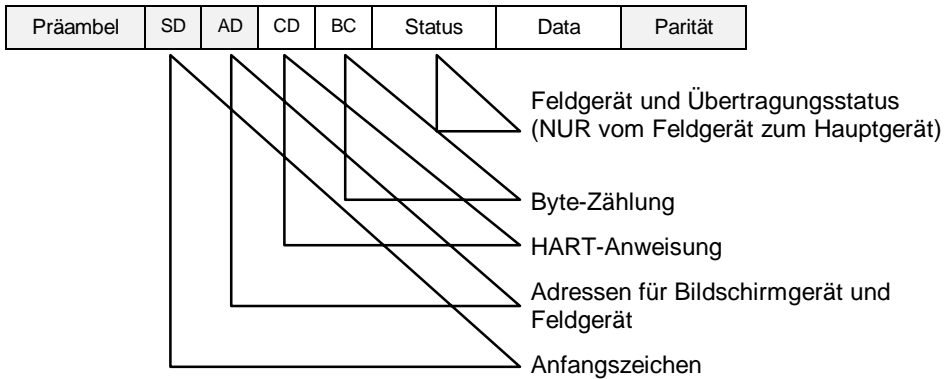 Präambel SD AD CD BC Status Data Parität
Feldgerät und Übertragungsstatus
(NUR vom Feldgerät zum Hauptgerät)
Byte-Zählung
HART-Anweisung
Adressen für Bildschirmgerät und
Feldgerät
Anfangszeichen